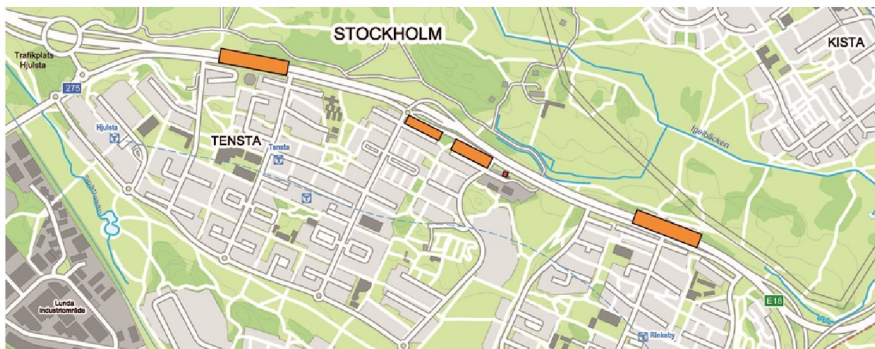 STOCKHOLM
KISTA
Trafikplats
Hjulsta
275
Hjulsta
TENSTA
Tensta
Igelbäcken
E18
Lunda
industriområde
Rinkeby